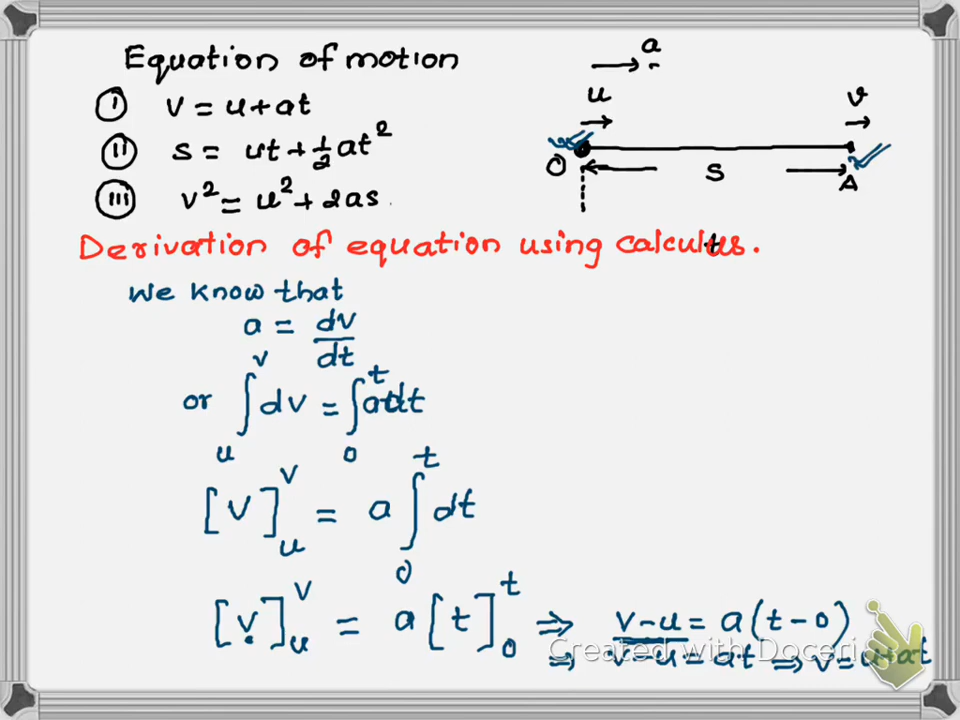 Equation of motion
(i) v = u + at
(ii) s = ut + 1/2 at²
(iii) v² = u² + 2as
a
u
v
O
S
A
Derivation of equation using calculus.
We know that
a = dv/dt
or ∫_u^v dv = ∫_0^t a dt
[v]_u^v = a ∫_0^t dt
[v]_u^v = a [t]_0^t ⇒ v-u = a(t-0)
⇒ v-u = at ⇒ v = u+at
Created with Doceri